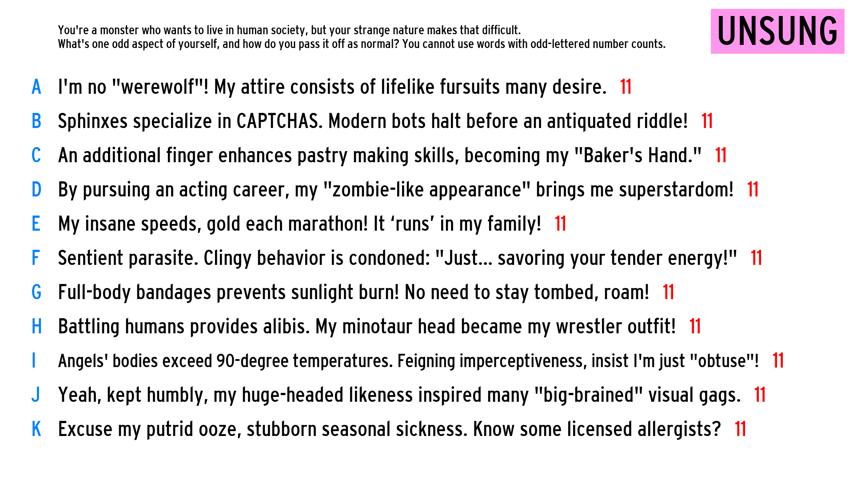 You're a monster who wants to live in human society, but your strange nature makes that difficult.
What's one odd aspect of yourself, and how do you pass it off as normal? You cannot use words with odd-lettered number counts.
UNSUNG
A I'm no "werewolf"! My attire consists of lifelike fursuits many desire. 11
B Sphinxes specialize in CAPTCHAS. Modern bots halt before an antiquated riddle! 11
C An additional finger enhances pastry making skills, becoming my "Baker's Hand." 11
D By pursuing an acting career, my "zombie-like appearance" brings me superstardom! 11
E My insane speeds, gold each marathon! It ‘runs’ in my family! 11
F Sentient parasite. Clingy behavior is condoned: "Just... savoring your tender energy!" 11
G Full-body bandages prevents sunlight burn! No need to stay tombed, roam! 11
H Battling humans provides alibis. My minotaur head became my wrestler outfit! 11
I Angels' bodies exceed 90-degree temperatures. Feigning imperceptiveness, insist I'm just "obtuse"! 11
J Yeah, kept humbly, my huge-headed likeness inspired many "big-brained" visual gags. 11
K Excuse my putrid ooze, stubborn seasonal sickness. Know some licensed allergists? 11